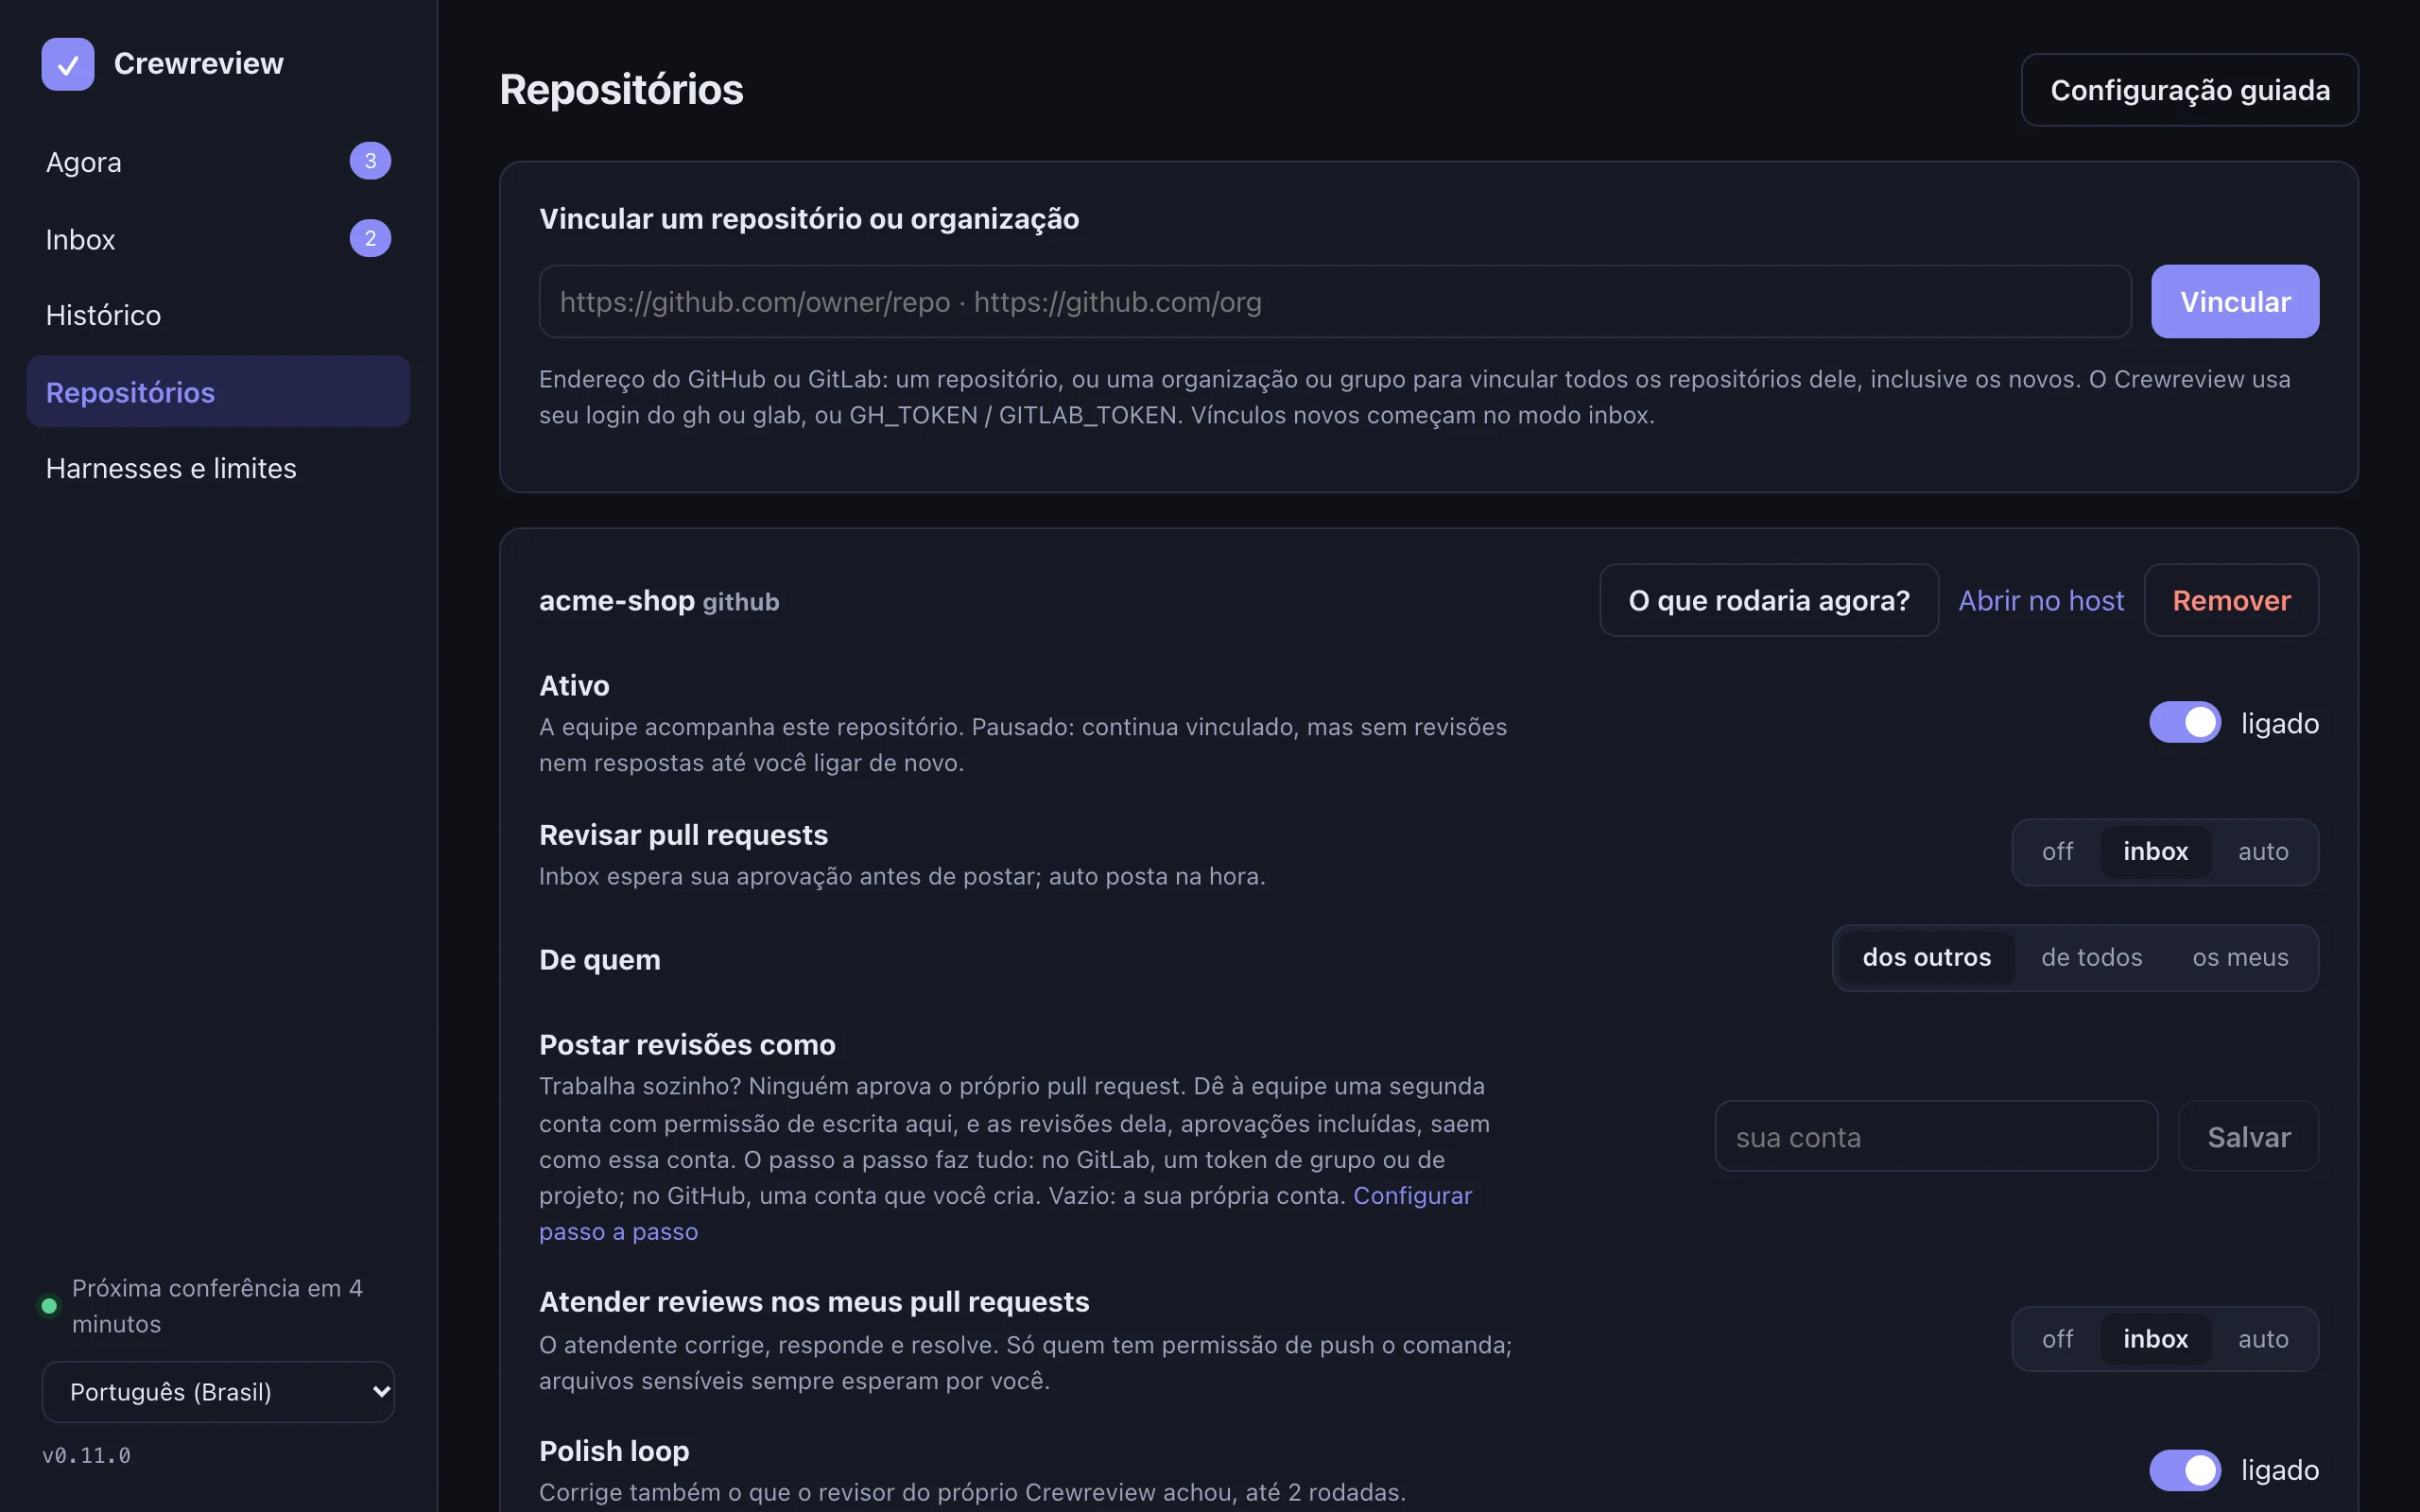 Crewreview
Agora 3
Inbox 2
Histórico
Repositórios
Harnesses e limites
Próxima conferência em 4
minutos
Português (Brasil)
v0.11.0
Repositórios
Configuração guiada
Vincular um repositório ou organização
https://github.com/owner/repo · https://github.com/org
Vincular
Endereço do GitHub ou GitLab: um repositório, ou uma organização ou grupo para vincular todos os repositórios dele, inclusive os novos. O Crewreview usa
seu login do gh ou glab, ou GH_TOKEN / GITLAB_TOKEN. Vínculos novos começam no modo inbox.
acme-shop github
O que rodaria agora?
Abrir no host
Remover
Ativo
A equipe acompanha este repositório. Pausado: continua vinculado, mas sem revisões
nem respostas até você ligar de novo.
ligado
Revisar pull requests
Inbox espera sua aprovação antes de postar; auto posta na hora.
off inbox auto
De quem
dos outros de todos os meus
Postar revisões como
Trabalha sozinho? Ninguém aprova o próprio pull request. Dê à equipe uma segunda
conta com permissão de escrita aqui, e as revisões dela, aprovações incluídas, saem
como essa conta. O passo a passo faz tudo: no GitLab, um token de grupo ou de
projeto; no GitHub, uma conta que você cria. Vazio: a sua própria conta. Configurar
passo a passo
sua conta
Salvar
Atender reviews nos meus pull requests
O atendente corrige, responde e resolve. Só quem tem permissão de push o comanda;
arquivos sensíveis sempre esperam por você.
off inbox auto
Polish loop
Corrige também o que o revisor do próprio Crewreview achou, até 2 rodadas.
ligado